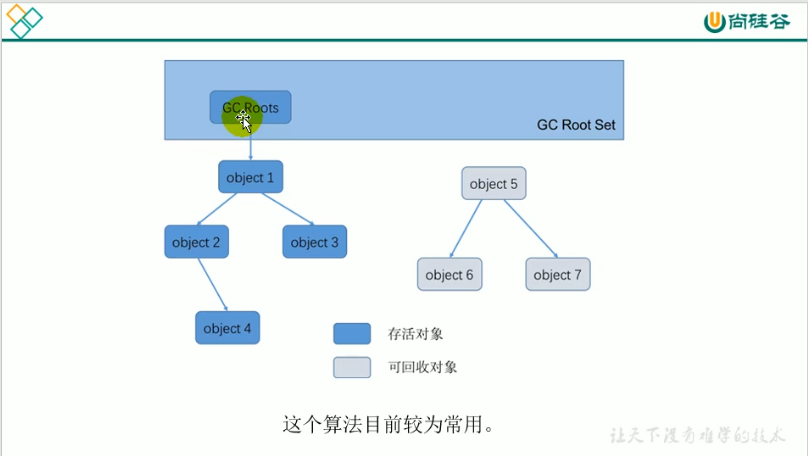 尚硅谷
GC Roots
GC Root Set
object 1
object 5
object 2
object 3
object 6
object 7
object 4
存活对象
可回收对象
这个算法目前较为常用。
让天下没有难学的技术